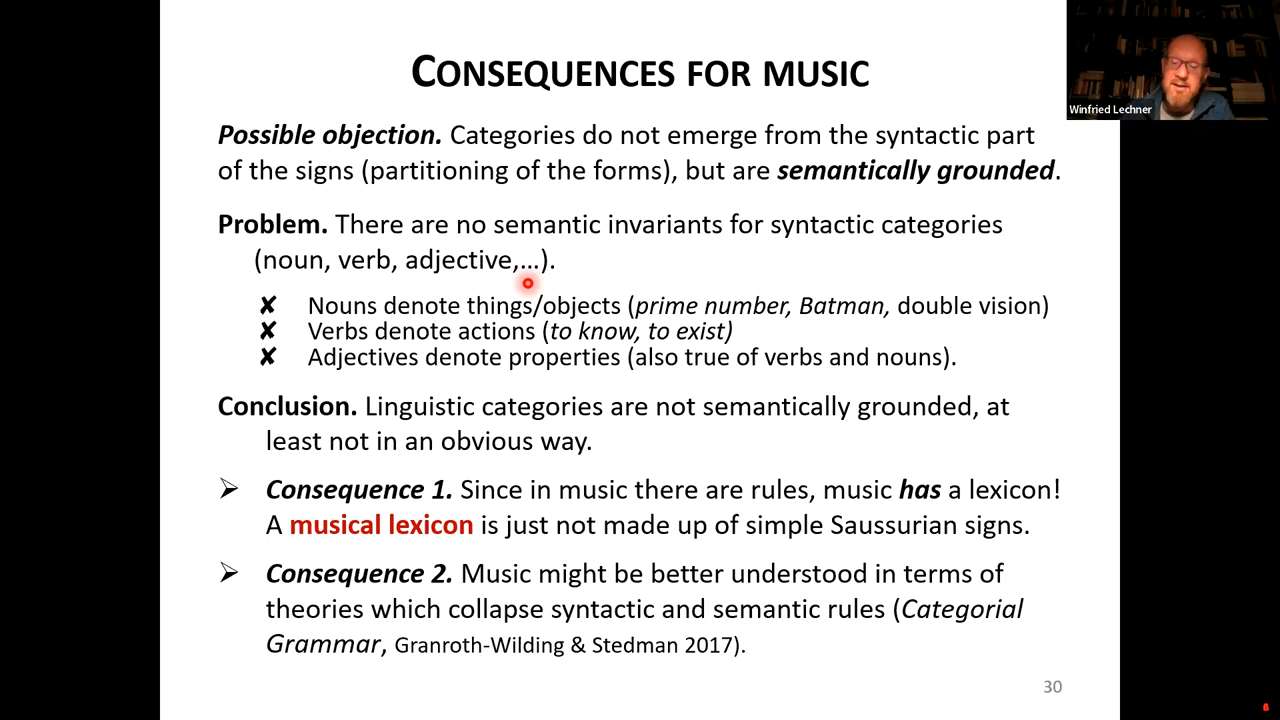 CONSEQUENCES FOR MUSIC
Winfried Lechner
Possible objection. Categories do not emerge from the syntactic part
of the signs (partitioning of the forms), but are semantically grounded.
Problem. There are no semantic invariants for syntactic categories
(noun, verb, adjective,...).
✘ Nouns denote things/objects (prime number, Batman, double vision)
✘ Verbs denote actions (to know, to exist)
✘ Adjectives denote properties (also true of verbs and nouns).
Conclusion. Linguistic categories are not semantically grounded, at
least not in an obvious way.
➢ Consequence 1. Since in music there are rules, music has a lexicon!
A musical lexicon is just not made up of simple Saussurian signs.
➢ Consequence 2. Music might be better understood in terms of
theories which collapse syntactic and semantic rules (Categorial
Grammar, Granroth-Wilding & Stedman 2017).
30